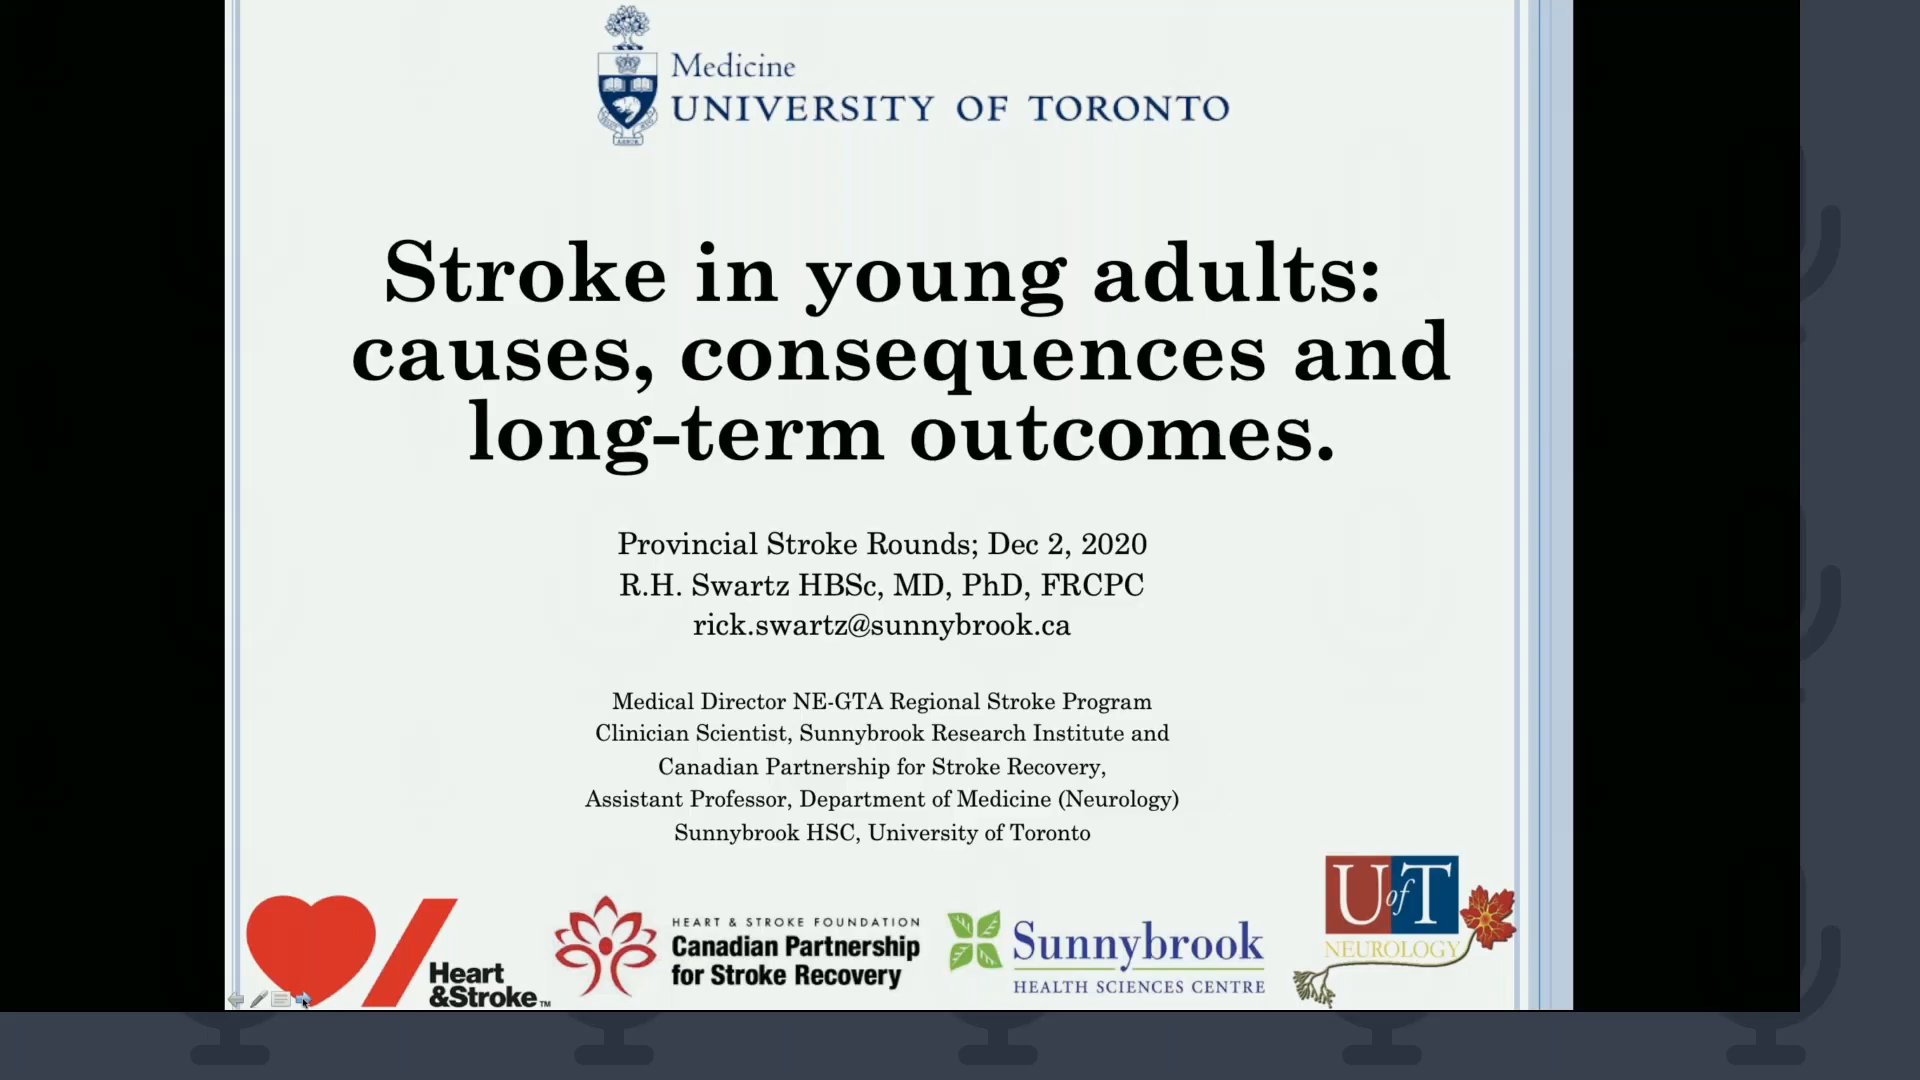 Medicine
UNIVERSITY OF TORONTO
Stroke in young adults:
causes, consequences and
long-term outcomes.
Provincial Stroke Rounds; Dec 2, 2020
R.H. Swartz HBSc, MD, PhD, FRCPC
rick.swartz@sunnybrook.ca
Medical Director NE-GTA Regional Stroke Program
Clinician Scientist, Sunnybrook Research Institute and
Canadian Partnership for Stroke Recovery,
Assistant Professor, Department of Medicine (Neurology)
Sunnybrook HSC, University of Toronto
Heart
&Stroke™
HEART & STROKE FOUNDATION
Canadian Partnership
for Stroke Recovery
Sunnybrook
HEALTH SCIENCES CENTRE
U of T
NEUROLOGY